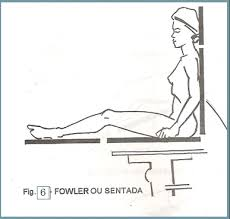 Fig. 6 - FOWLER OU SENTADA